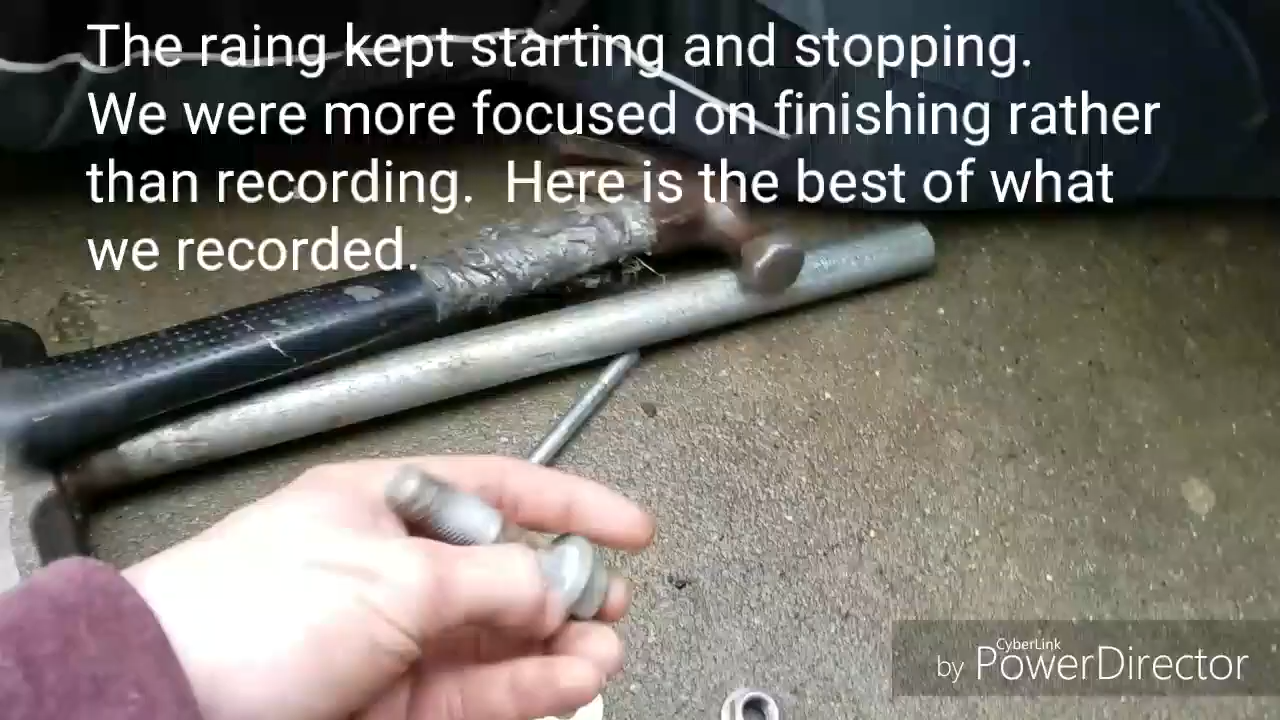 The raing kept starting and stopping.
We were more focused on finishing rather
than recording.  Here is the best of what
we recorded.
CyberLink
by PowerDirector